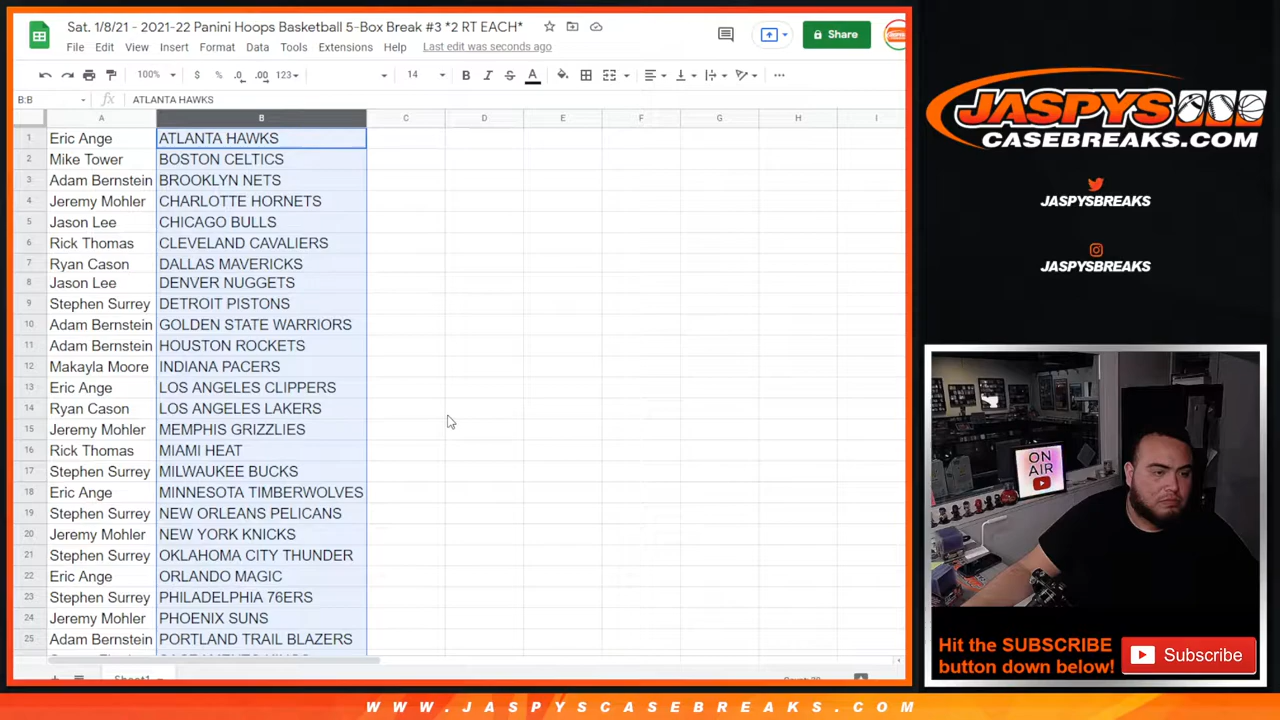 Sat. 1/8/21 - 2021-22 Panini Hoops Basketball 5-Box Break #3 *2 RT EACH*
File Edit View Insert Format Data Tools Extensions Help Last edit was seconds ago
Share
100% $ % .0 .00 123 14 B I S A
B:B fx ATLANTA HAWKS
A B C D E F G H I
1 Eric Ange ATLANTA HAWKS
2 Mike Tower BOSTON CELTICS
3 Adam Bernstein BROOKLYN NETS
4 Jeremy Mohler CHARLOTTE HORNETS
5 Jason Lee CHICAGO BULLS
6 Rick Thomas CLEVELAND CAVALIERS
7 Ryan Cason DALLAS MAVERICKS
8 Jason Lee DENVER NUGGETS
9 Stephen Surrey DETROIT PISTONS
10 Adam Bernstein GOLDEN STATE WARRIORS
11 Adam Bernstein HOUSTON ROCKETS
12 Makayla Moore INDIANA PACERS
13 Eric Ange LOS ANGELES CLIPPERS
14 Ryan Cason LOS ANGELES LAKERS
15 Jeremy Mohler MEMPHIS GRIZZLIES
16 Rick Thomas MIAMI HEAT
17 Stephen Surrey MILWAUKEE BUCKS
18 Eric Ange MINNESOTA TIMBERWOLVES
19 Stephen Surrey NEW ORLEANS PELICANS
20 Jeremy Mohler NEW YORK KNICKS
21 Stephen Surrey OKLAHOMA CITY THUNDER
22 Eric Ange ORLANDO MAGIC
23 Stephen Surrey PHILADELPHIA 76ERS
24 Jeremy Mohler PHOENIX SUNS
25 Adam Bernstein PORTLAND TRAIL BLAZERS
Sheet1
JASPYS
CASEBREAKS.COM
JASPYSBREAKS
JASPYSBREAKS
ON
AIR
Hit the SUBSCRIBE
button down below!
Subscribe
WWW.JASPYSCASEBREAKS.COM